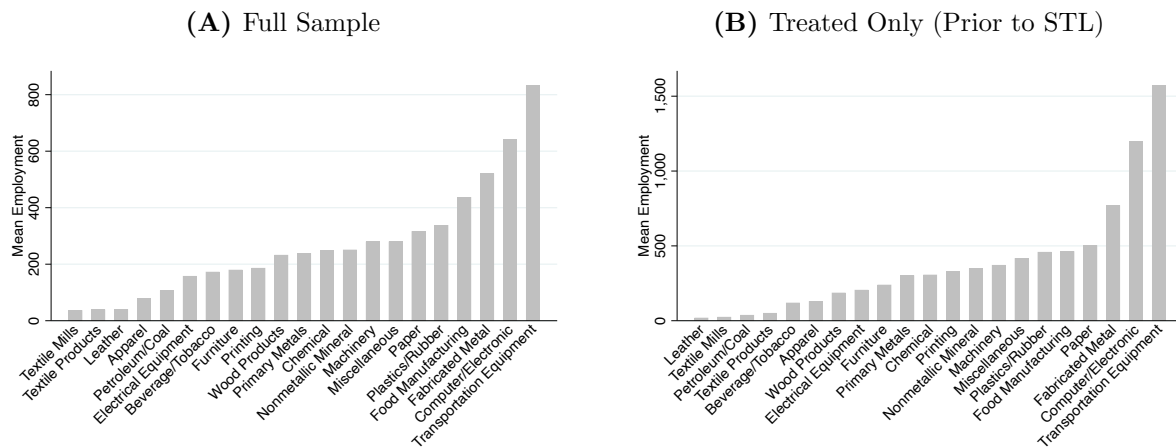 (A) Full Sample
Mean Employment
0
200
400
600
800
Textile Mills
Textile Products
Leather
Apparel
Petroleum/Coal
Electrical Equipment
Beverage/Tobacco
Furniture
Printing
Wood Products
Primary Metals
Chemical
Nonmetallic Mineral
Machinery
Miscellaneous
Paper
Plastics/Rubber
Food Manufacturing
Fabricated Metal
Computer/Electronic
Transportation Equipment
(B) Treated Only (Prior to STL)
Mean Employment
0
500
1,000
1,500
Leather
Textile Mills
Petroleum/Coal
Textile Products
Beverage/Tobacco
Apparel
Wood Products
Electrical Equipment
Furniture
Primary Metals
Chemical
Printing
Nonmetallic Mineral
Machinery
Miscellaneous
Plastics/Rubber
Food Manufacturing
Paper
Fabricated Metal
Computer/Electronic
Transportation Equipment